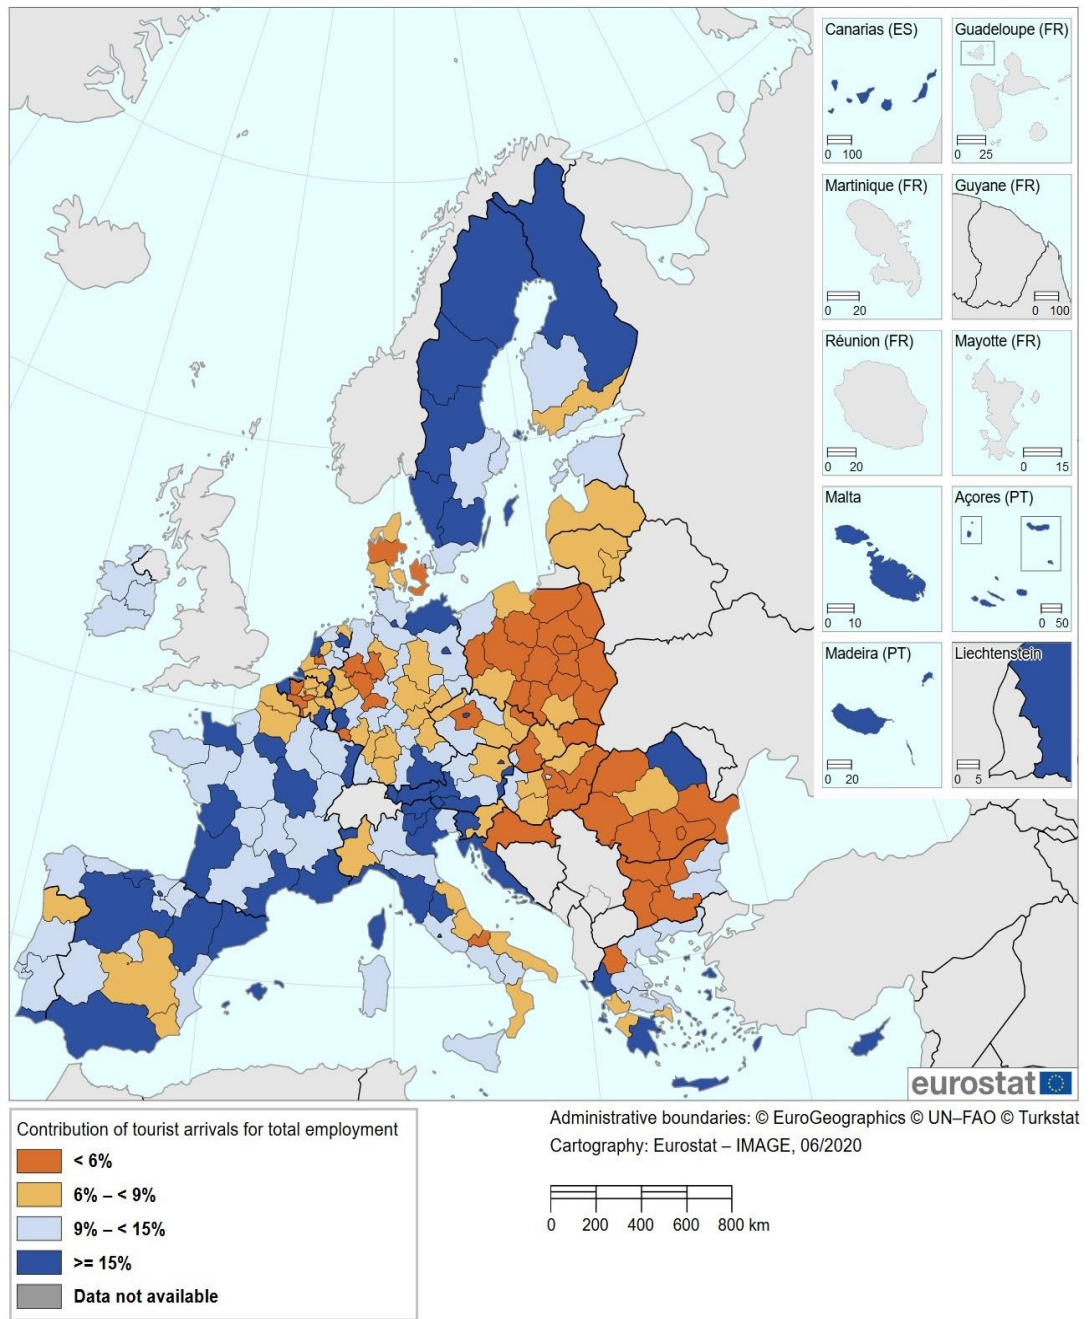 Canarias (ES)
0 100
Guadeloupe (FR)
0 25
Martinique (FR)
0 20
Guyane (FR)
0 100
Réunion (FR)
0 20
Mayotte (FR)
0 15
Malta
0 10
Açores (PT)
0 50
Madeira (PT)
0 20
Liechtenstein
0 5
eurostat
Administrative boundaries: © EuroGeographics © UN–FAO © Turkstat
Cartography: Eurostat – IMAGE, 06/2020
0 200 400 600 800 km
Contribution of tourist arrivals for total employment
< 6%
6% – < 9%
9% – < 15%
>= 15%
Data not available